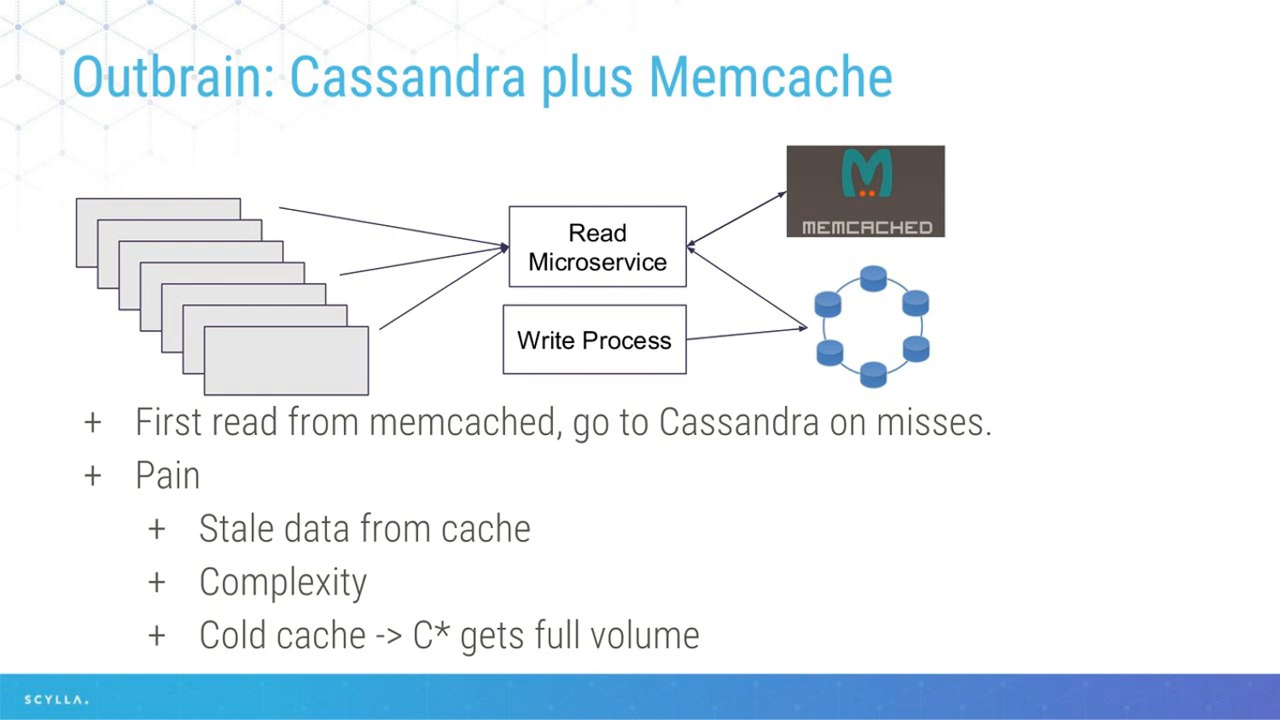 Outbrain: Cassandra plus Memcache
Read
Microservice
MEMCACHED
Write Process
+ First read from memcached, go to Cassandra on misses.
+ Pain
+ Stale data from cache
+ Complexity
+ Cold cache -> C* gets full volume
SCYLLA.